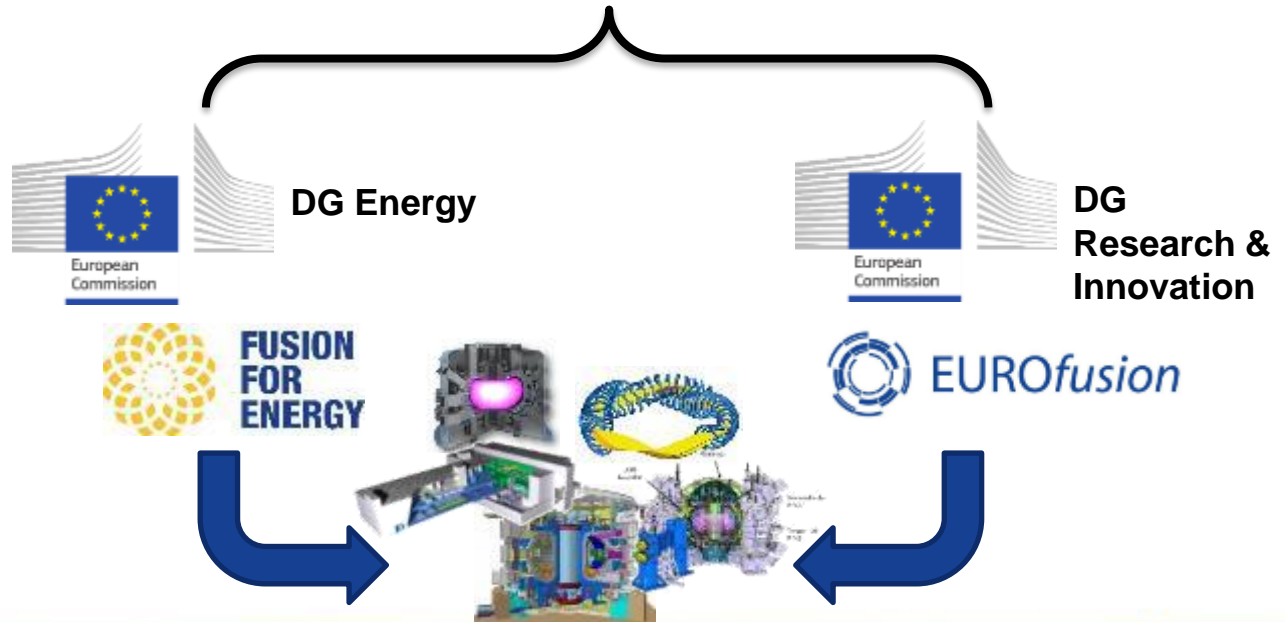 DG Energy
European
Commission
DG
Research &
Innovation
European
Commission
FUSION
FOR
ENERGY
EUROfusion